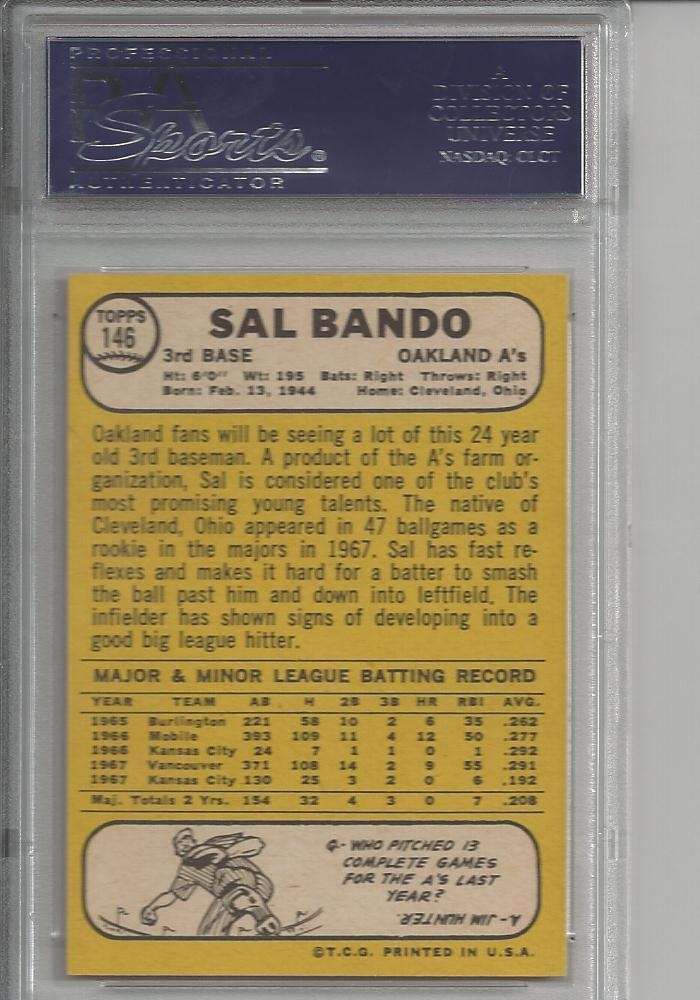 PROFESSIONAL
PSA
Sports®
AUTHENTICATOR
A
DIVISION OF
COLLECTORS
UNIVERSE
NASDAQ: CLCT
TOPPS
146
SAL BANDO
3rd BASE OAKLAND A's
Ht: 6'0" Wt: 195 Bats: Right Throws: Right
Born: Feb. 13, 1944 Home: Cleveland, Ohio
Oakland fans will be seeing a lot of this 24 year
old 3rd baseman. A product of the A's farm or-
ganization, Sal is considered one of the club's
most promising young talents. The native of
Cleveland, Ohio appeared in 47 ballgames as a
rookie in the majors in 1967. Sal has fast re-
flexes and makes it hard for a batter to smash
the ball past him and down into leftfield. The
infielder has shown signs of developing into a
good big league hitter.
MAJOR & MINOR LEAGUE BATTING RECORD
YEAR TEAM AB H 2B 3B HR RBI AVG.
1965 Burlington 221 58 10 2 6 35 .262
1966 Mobile 393 109 11 4 12 50 .277
1966 Kansas City 24 7 1 1 0 1 .292
1967 Vancouver 371 108 14 2 9 55 .291
1967 Kansas City 130 25 3 2 0 6 .192
Maj. Totals 2 Yrs. 154 32 4 3 0 7 .208
Q- WHO PITCHED 13
COMPLETE GAMES
FOR THE A'S LAST
YEAR?
A- JIM HUNTER.
©T.C.G. PRINTED IN U.S.A.